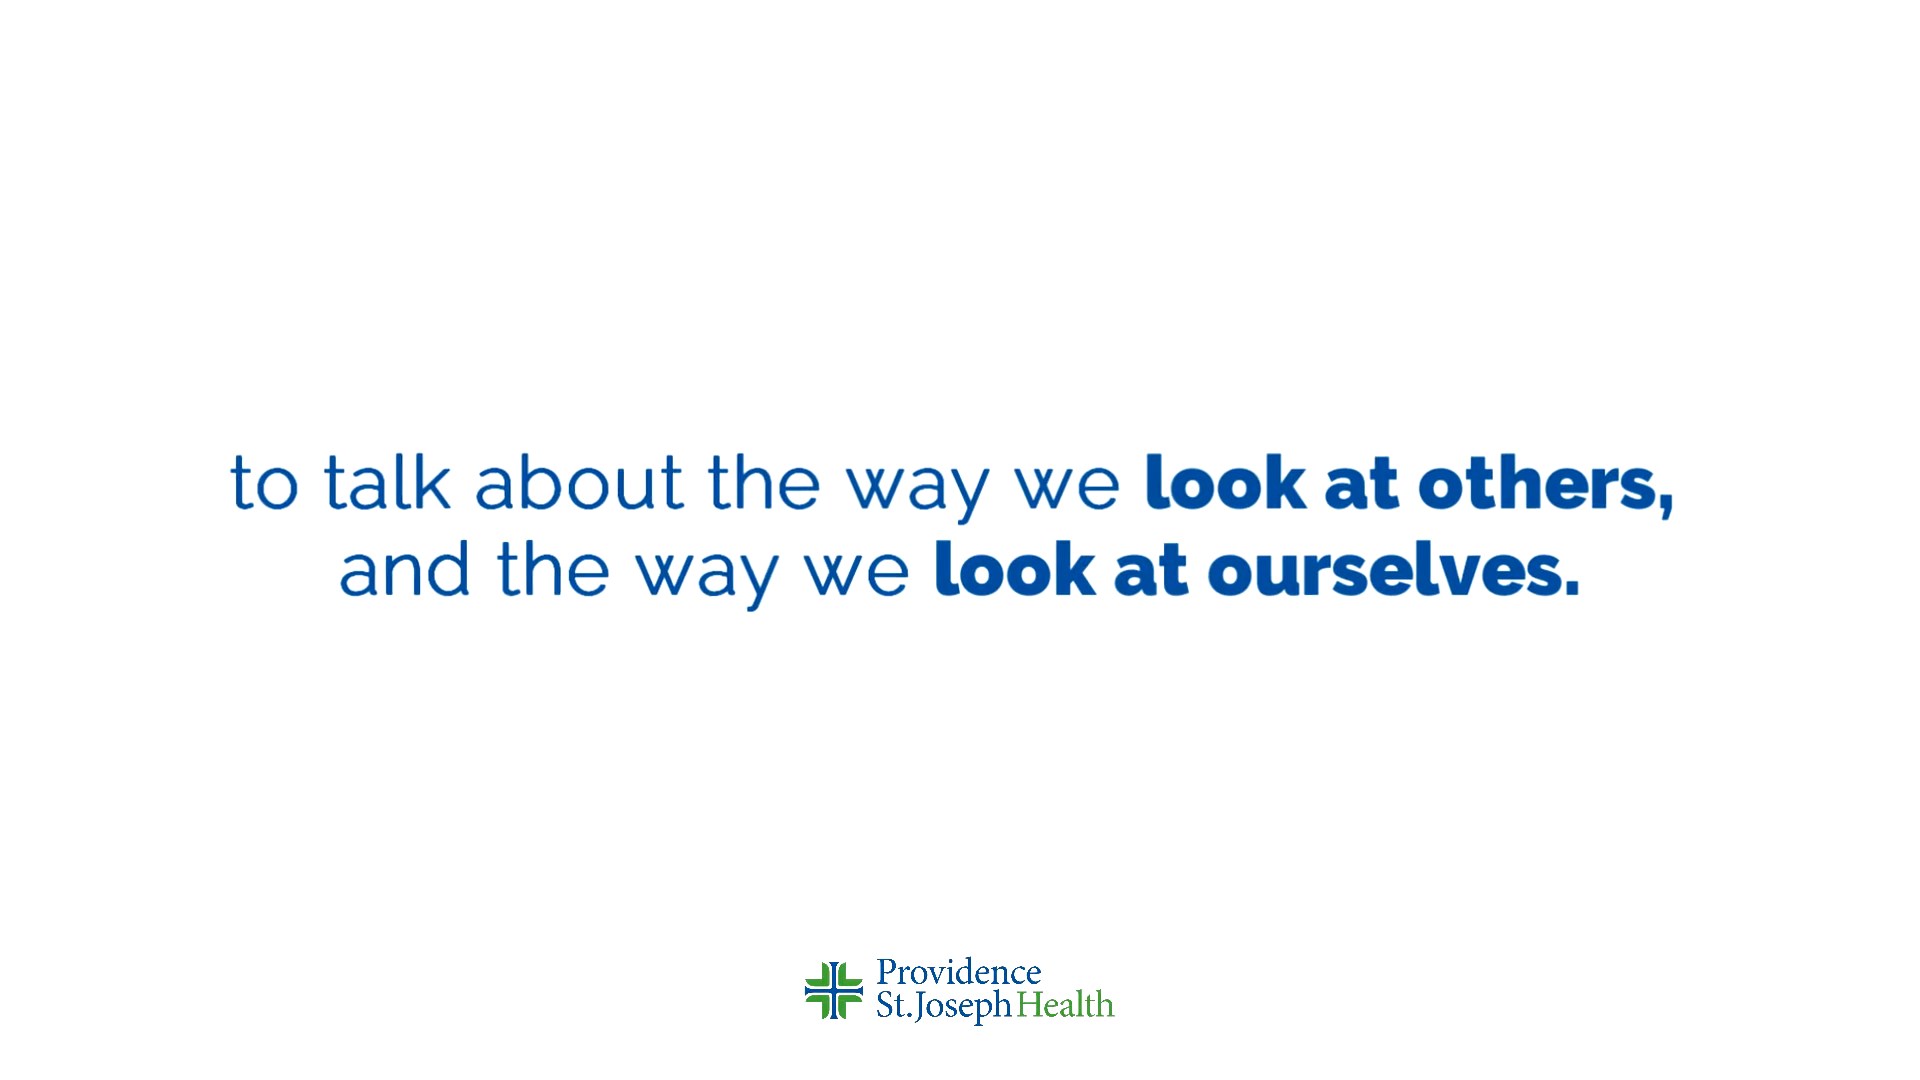 to talk about the way we look at others,
and the way we look at ourselves.
Providence
St.Joseph Health